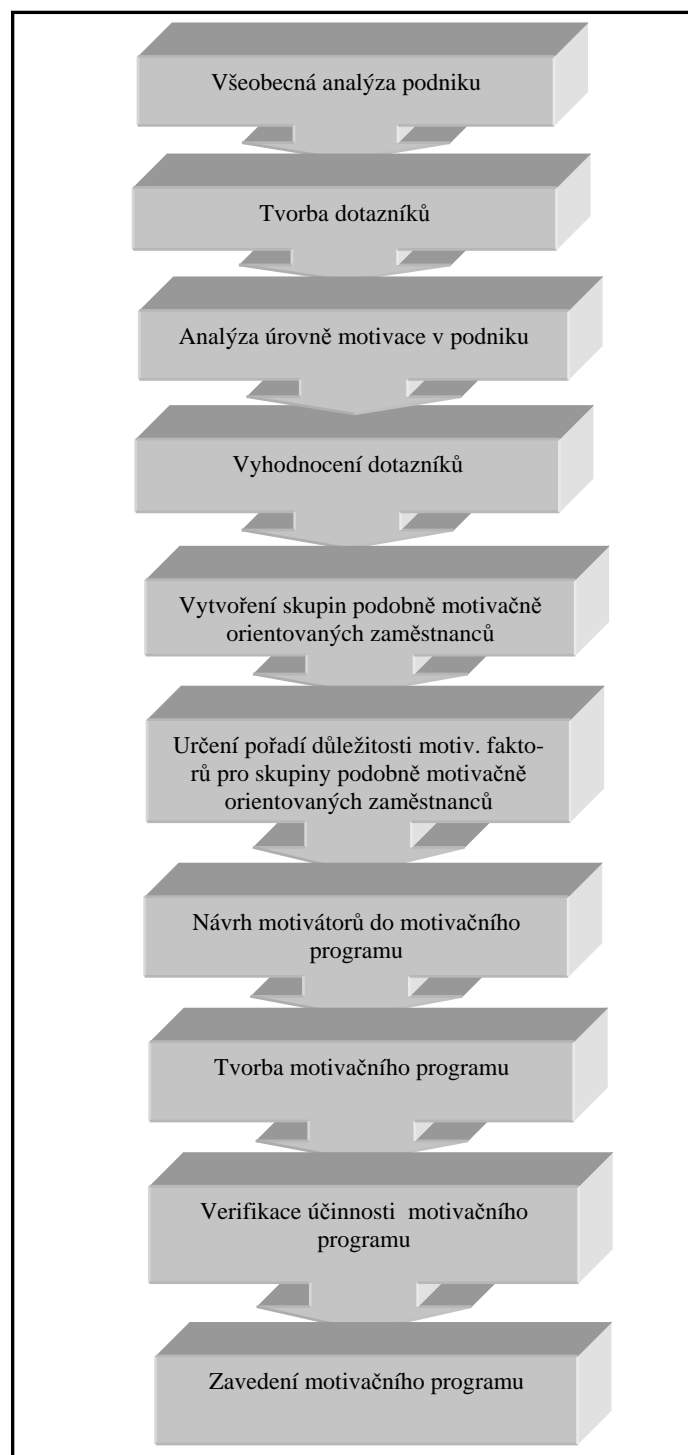 Všeobecná analýza podniku
Tvorba dotazníků
Analýza úrovně motivace v podniku
Vyhodnocení dotazníků
Vytvoření skupin podobně motivačně
orientovaných zaměstnanců
Určení pořadí důležitosti motiv. fakto-
rů pro skupiny podobně motivačně
orientovaných zaměstnanců
Návrh motivátorů do motivačního
programu
Tvorba motivačního programu
Verifikace účinnosti  motivačního
programu
Zavedení motivačního programu